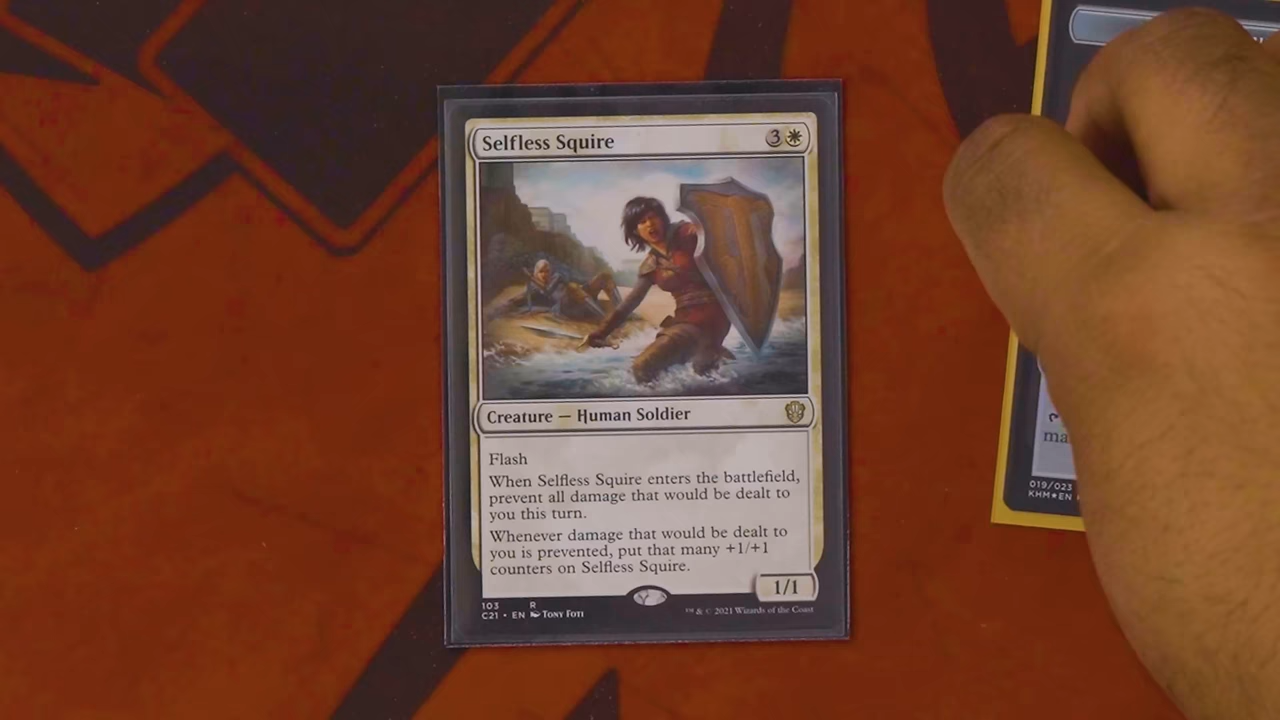 Selfless Squire 3
Creature — Human Soldier
Flash
When Selfless Squire enters the battlefield,
prevent all damage that would be dealt to
you this turn.
Whenever damage that would be dealt to
you is prevented, put that many +1/+1
counters on Selfless Squire.
1/1
103 R
C21 • EN Tony Foti
™ & © 2021 Wizards of the Coast
ma
019/023
KHM★EN